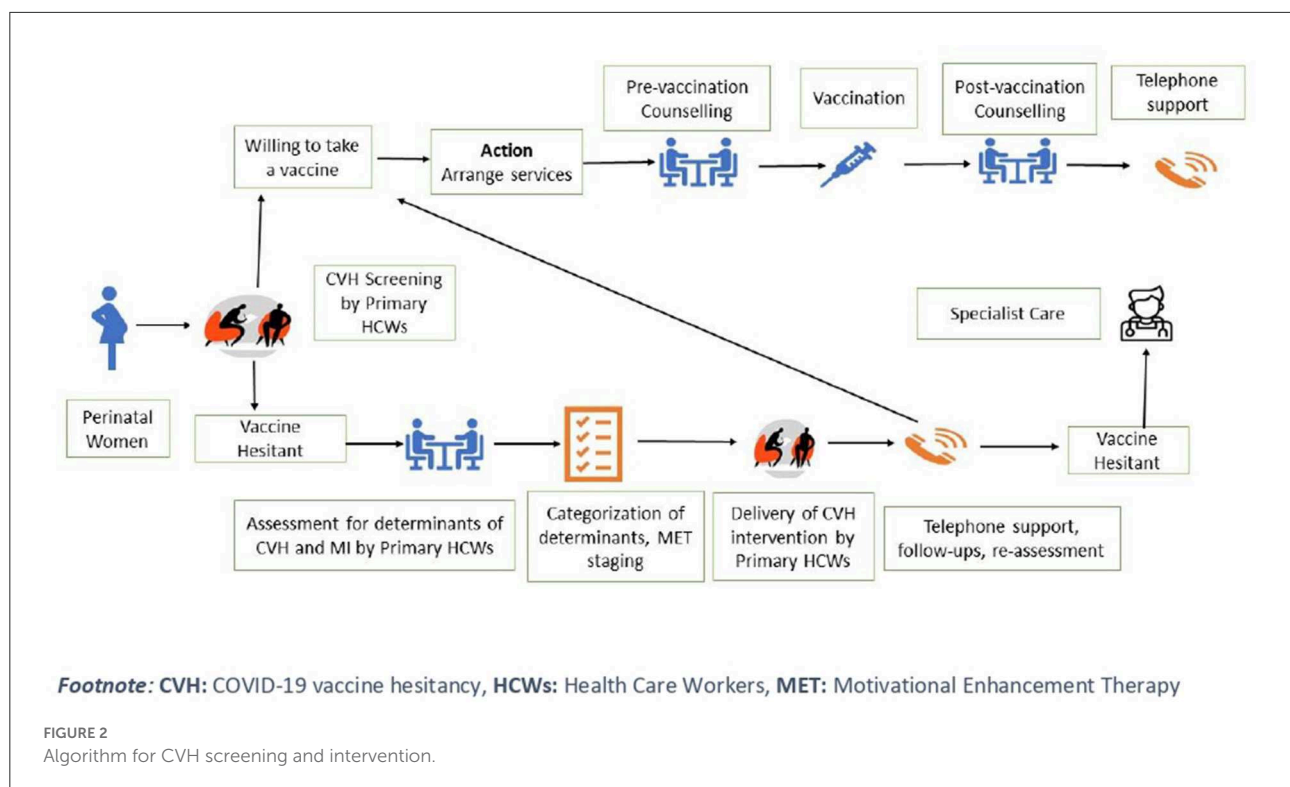 Pre-vaccination
Counselling
Vaccination
Post-vaccination
Counselling
Telephone
support
Willing to take
a vaccine
Action
Arrange services
CVH Screening
by Primary
HCWs
Specialist Care
Perinatal
Women
Vaccine
Hesitant
Vaccine
Hesitant
Assessment for determinants of
CVH and MI by Primary HCWs
Categorization of
determinants, MET
staging
Delivery of CVH
intervention by
Primary HCWs
Telephone support,
follow-ups, re-assessment
Footnote: CVH: COVID-19 vaccine hesitancy, HCWs: Health Care Workers, MET: Motivational Enhancement Therapy
FIGURE 2
Algorithm for CVH screening and intervention.